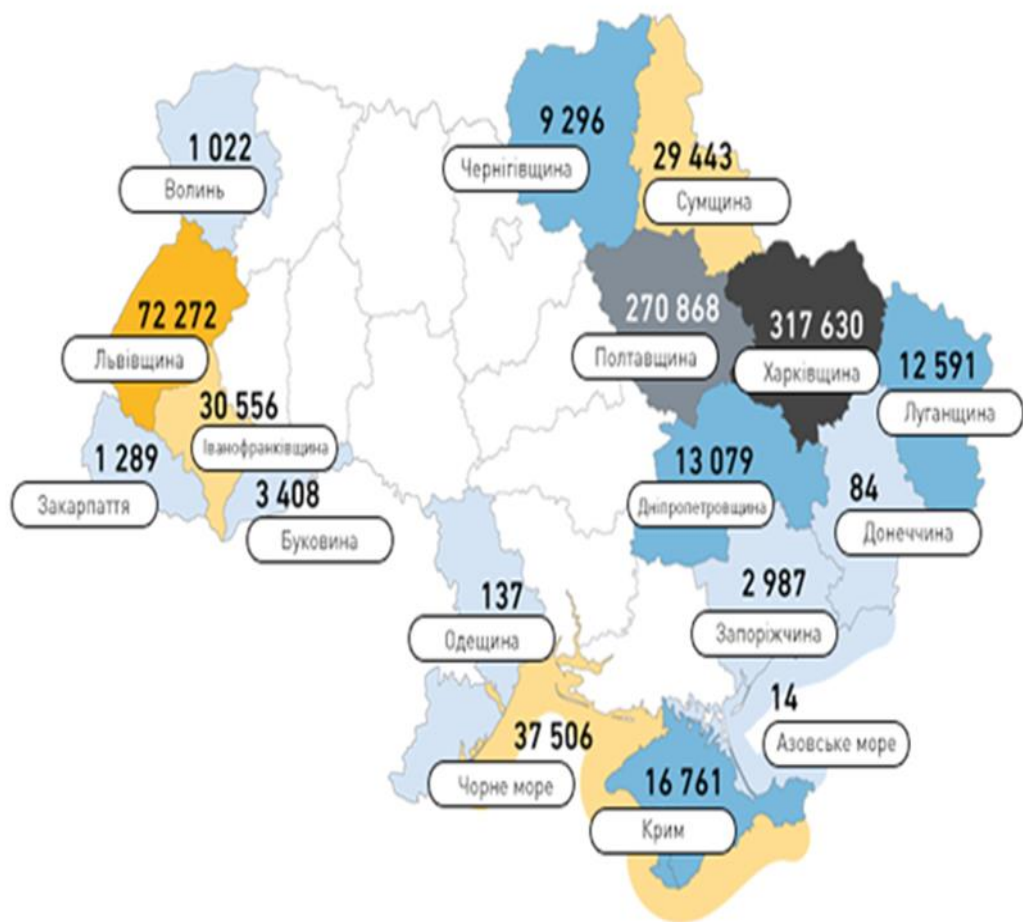 9 296
Чернігівщина
29 443
Сумщина
1 022
Волинь
72 272
Львівщина
270 868
Полтавщина
317 630
Харківщина
12 591
Луганщина
30 556
Іванофранківщина
1 289
Закарпаття
3 408
Буковина
13 079
Дніпропетровщина
84
Донеччина
137
Одещина
2 987
Запоріжчина
14
Азовське море
37 506
Чорне море
16 761
Крим